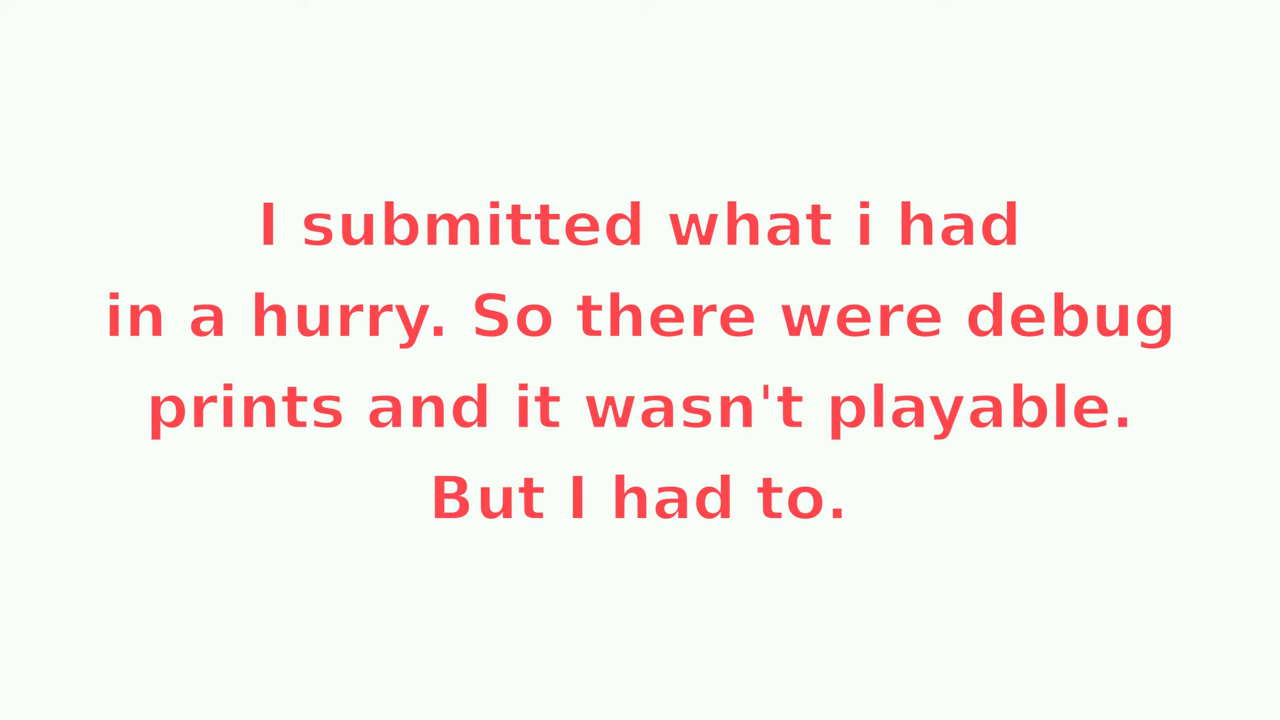 I submitted what i had
in a hurry. So there were debug
prints and it wasn't playable.
But I had to.